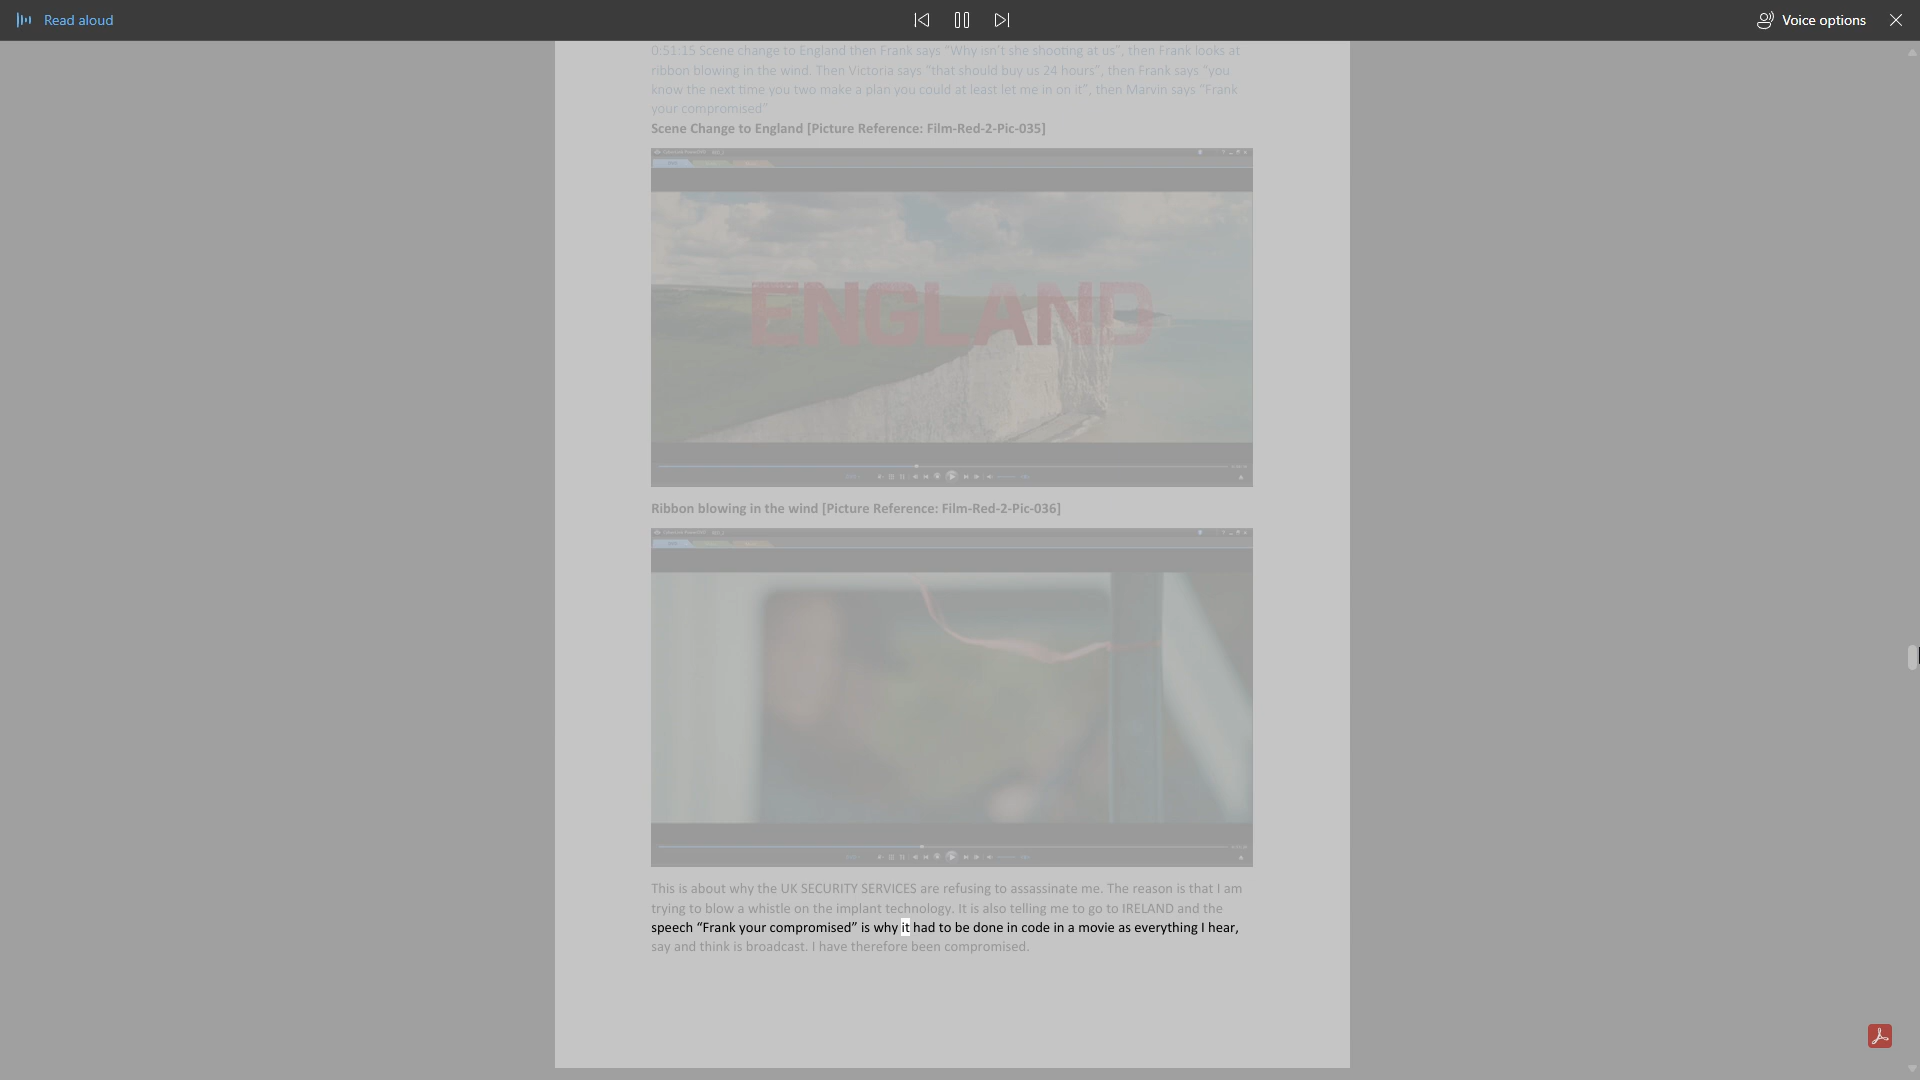 Read aloud
Voice options
0:51:15 Scene change to England then Frank says “Why isn’t she shooting at us”, then Frank looks at
ribbon blowing in the wind. Then Victoria says “that should buy us 24 hours”, then Frank says “you
know the next time you two make a plan you could at least let me in on it”, then Marvin says “Frank
your compromised”
Scene Change to England [Picture Reference: Film-Red-2-Pic-035]
ENGLAND
Ribbon blowing in the wind [Picture Reference: Film-Red-2-Pic-036]
This is about why the UK SECURITY SERVICES are refusing to assassinate me. The reason is that I am
trying to blow a whistle on the implant technology. It is also telling me to go to IRELAND and the
speech “Frank your compromised” is why it had to be done in code in a movie as everything I hear,
say and think is broadcast. I have therefore been compromised.